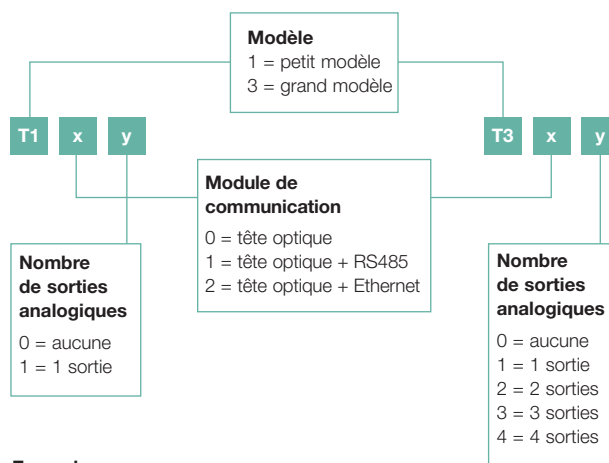 Modèle
1 = petit modèle
3 = grand modèle
T1 x y
T3 x y
Module de
communication
0 = tête optique
1 = tête optique + RS485
2 = tête optique + Ethernet
Nombre
de sorties
analogiques
0 = aucune
1 = 1 sortie
Nombre
de sorties
analogiques
0 = aucune
1 = 1 sortie
2 = 2 sorties
3 = 3 sorties
4 = 4 sorties